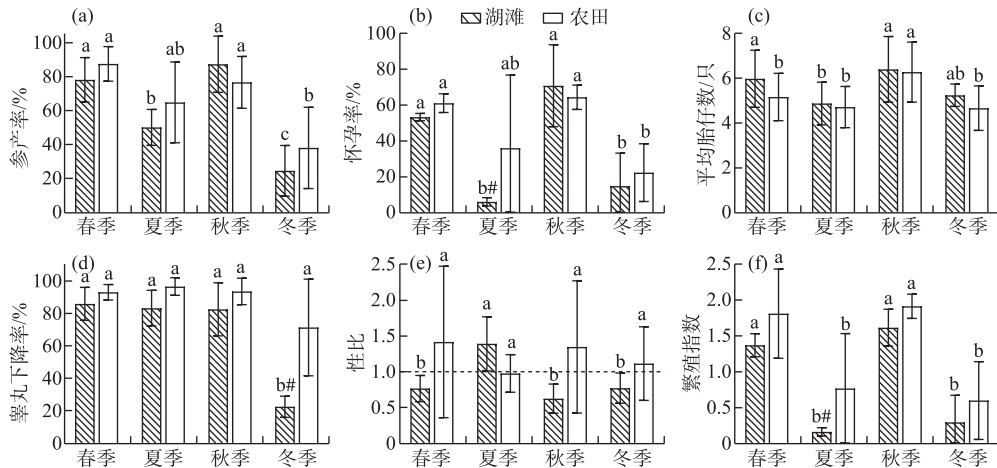 (a)
(b)
湖滩 农田
(c)
参产率/%
100
80
60
40
20
0
a a b ab a a c b
春季 夏季 秋季 冬季
怀孕率/%
100
80
60
40
20
0
a a b# ab a a b b
春季 夏季 秋季 冬季
平均胎仔数/只
8
6
4
2
0
a b b b a a ab b
春季 夏季 秋季 冬季
(d)
(e)
(f)
睾丸下降率/%
100
80
60
40
20
0
a a a a a a b# a
春季 夏季 秋季 冬季
性比
2.5
2.0
1.5
1.0
0.5
0
b a a a b a b a
春季 夏季 秋季 冬季
繁殖指数
2.5
2.0
1.5
1.0
0.5
0
a a b# b a a b b
春季 夏季 秋季 冬季